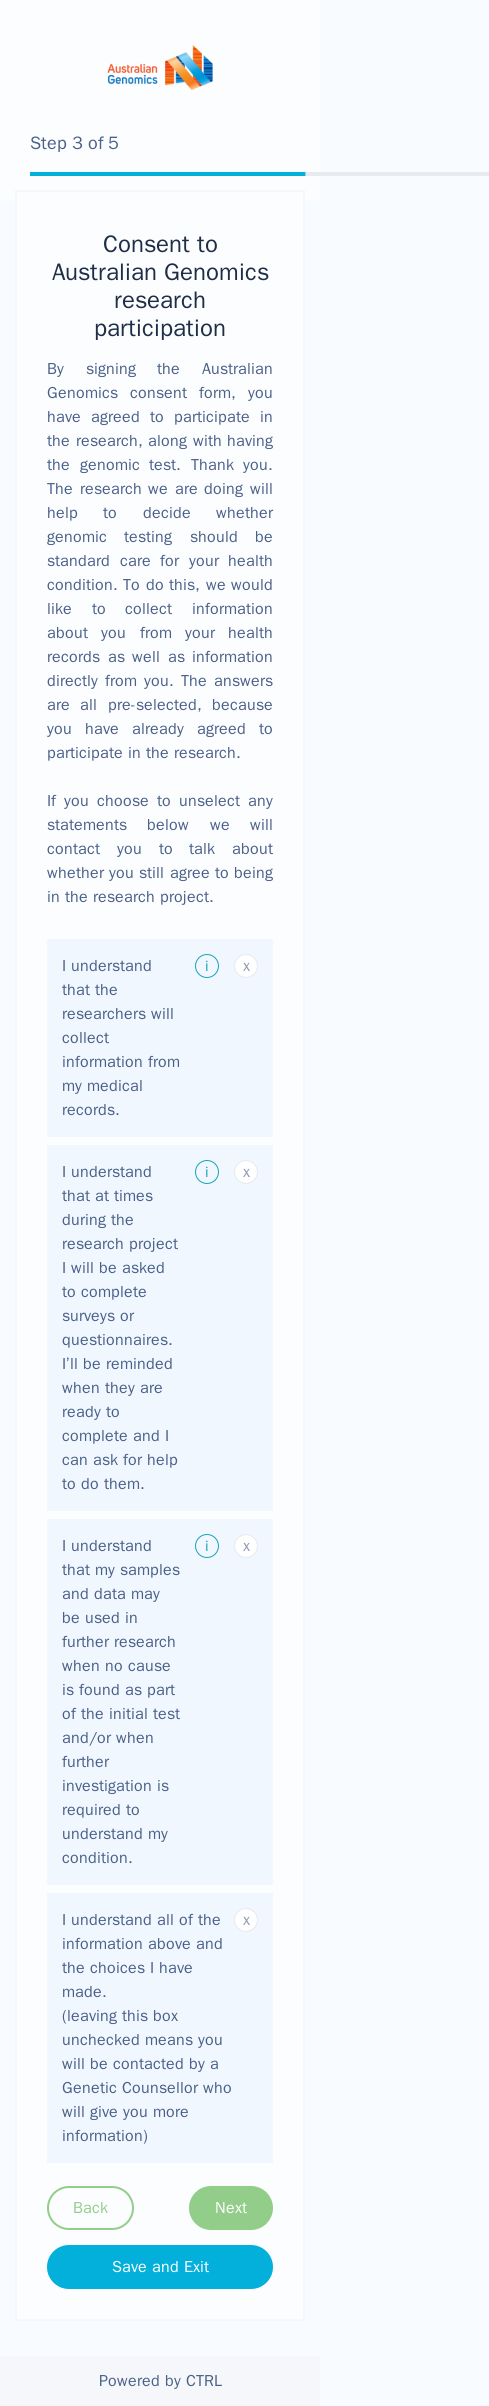 Australian
Genomics
Step 3 of 5
Consent to
Australian Genomics
research
participation
By signing the Australian
Genomics consent form, you
have agreed to participate in
the research, along with having
the genomic test. Thank you.
The research we are doing will
help to decide whether
genomic testing should be
standard care for your health
condition. To do this, we would
like to collect information
about you from your health
records as well as information
directly from you. The answers
are all pre-selected, because
you have already agreed to
participate in the research.
If you choose to unselect any
statements below we will
contact you to talk about
whether you still agree to being
in the research project.
I understand i x
that the
researchers will
collect
information from
my medical
records.
I understand i x
that at times
during the
research project
I will be asked
to complete
surveys or
questionnaires.
I'll be reminded
when they are
ready to
complete and I
can ask for help
to do them.
I understand i x
that my samples
and data may
be used in
further research
when no cause
is found as part
of the initial test
and/or when
further
investigation is
required to
understand my
condition.
I understand all of the x
information above and
the choices I have
made.
(leaving this box
unchecked means you
will be contacted by a
Genetic Counsellor who
will give you more
information)
Back Next
Save and Exit
Powered by CTRL